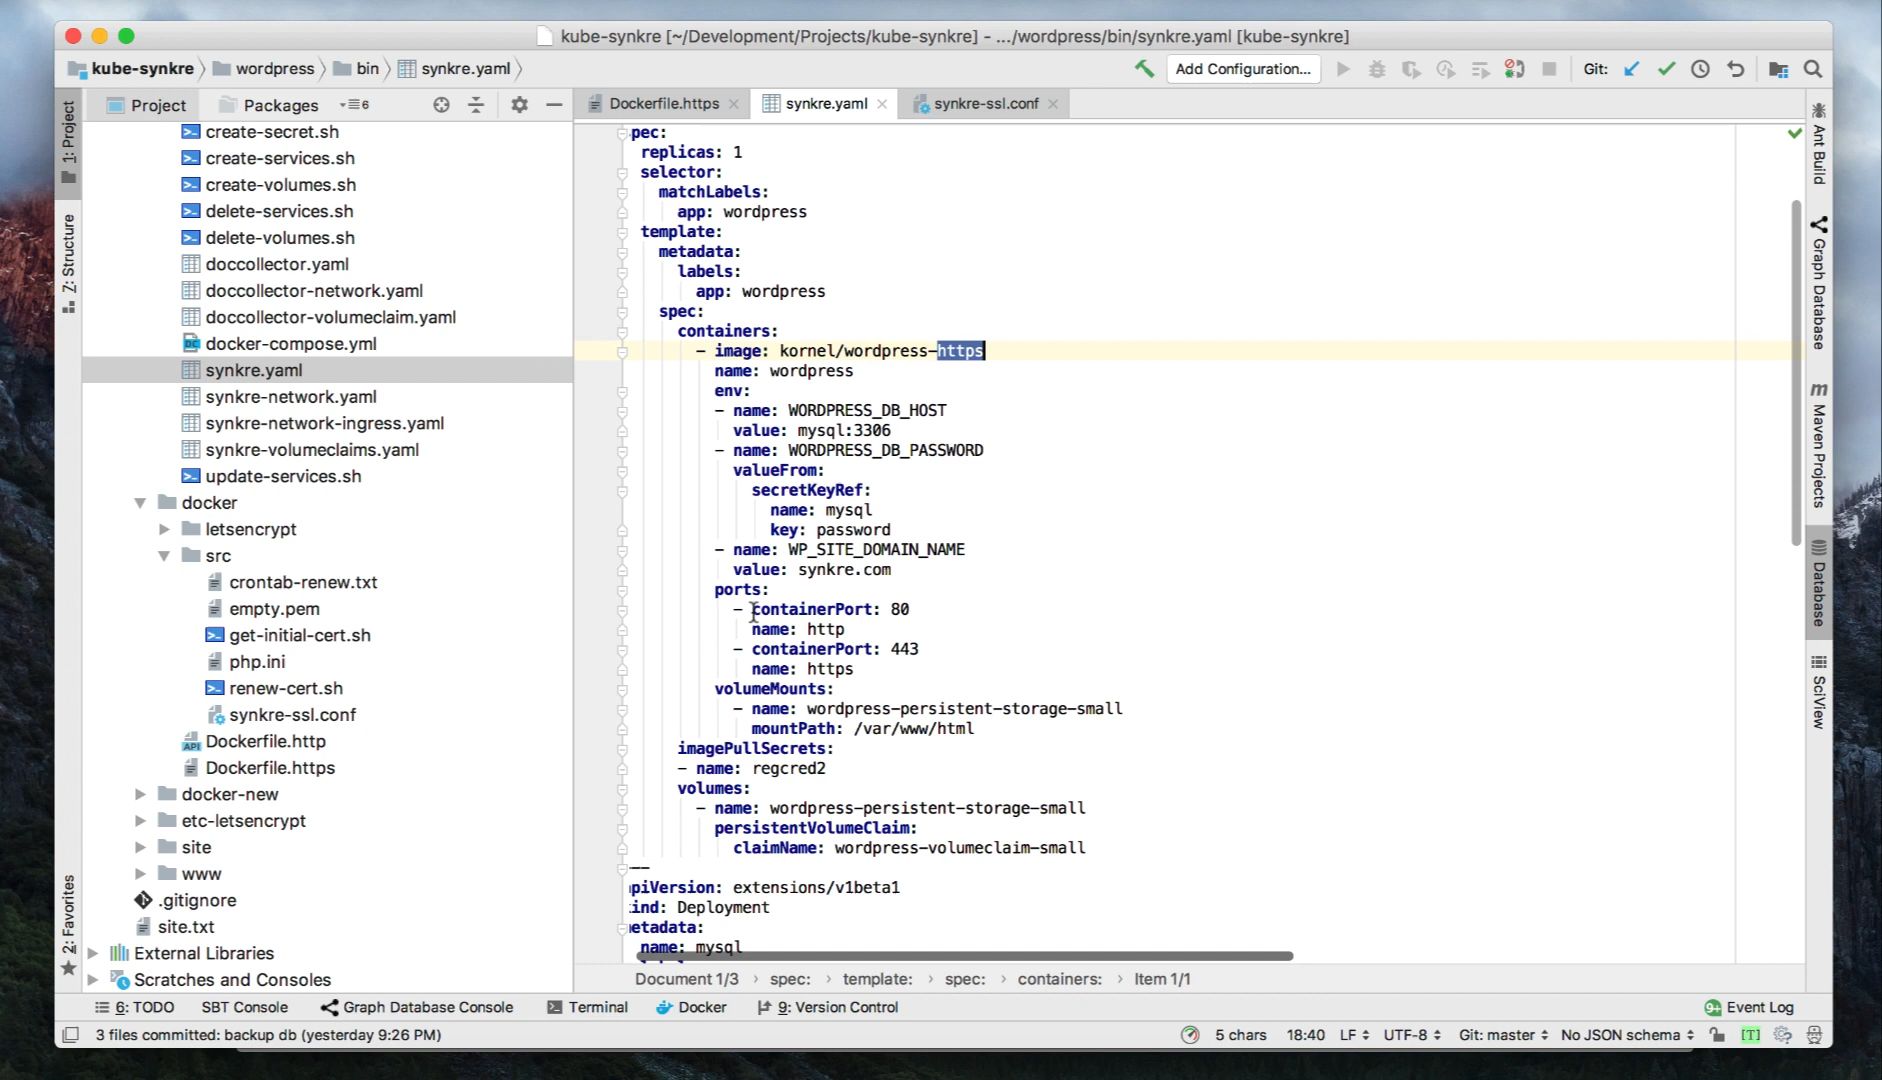 kube-synkre [~/Development/Projects/kube-synkre] - .../wordpress/bin/synkre.yaml [kube-synkre]
kube-synkre wordpress bin synkre.yaml Add Configuration... Git:
1: Project
Z: Structure
2: Favorites
Project Packages 6
create-secret.sh
create-services.sh
create-volumes.sh
delete-services.sh
delete-volumes.sh
doccollector.yaml
doccollector-network.yaml
doccollector-volumeclaim.yaml
DC docker-compose.yml
synkre.yaml
synkre-network.yaml
synkre-network-ingress.yaml
synkre-volumeclaims.yaml
update-services.sh
docker
letsencrypt
src
crontab-renew.txt
empty.pem
get-initial-cert.sh
php.ini
renew-cert.sh
synkre-ssl.conf
API Dockerfile.http
Dockerfile.https
docker-new
etc-letsencrypt
site
www
.gitignore
site.txt
External Libraries
Scratches and Consoles
Dockerfile.https synkre.yaml synkre-ssl.conf
pec:
replicas: 1
selector:
matchLabels:
app: wordpress
template:
metadata:
labels:
app: wordpress
spec:
containers:
- image: kornel/wordpress-https
name: wordpress
env:
- name: WORDPRESS_DB_HOST
value: mysql:3306
- name: WORDPRESS_DB_PASSWORD
valueFrom:
secretKeyRef:
name: mysql
key: password
- name: WP_SITE_DOMAIN_NAME
value: synkre.com
ports:
- containerPort: 80
name: http
- containerPort: 443
name: https
volumeMounts:
- name: wordpress-persistent-storage-small
mountPath: /var/www/html
imagePullSecrets:
- name: regcred2
volumes:
- name: wordpress-persistent-storage-small
persistentVolumeClaim:
claimName: wordpress-volumeclaim-small
--
piVersion: extensions/v1beta1
ind: Deployment
etadata:
name: mysql
Document 1/3 › spec: › template: › spec: › containers: › Item 1/1
Ant Build
Graph Database
m Maven Projects
Database
SciView
6: TODO SBT Console Graph Database Console Terminal Docker 9: Version Control 9+ Event Log
3 files committed: backup db (yesterday 9:26 PM) 5 chars 18:40 LF UTF-8 Git: master No JSON schema [T]